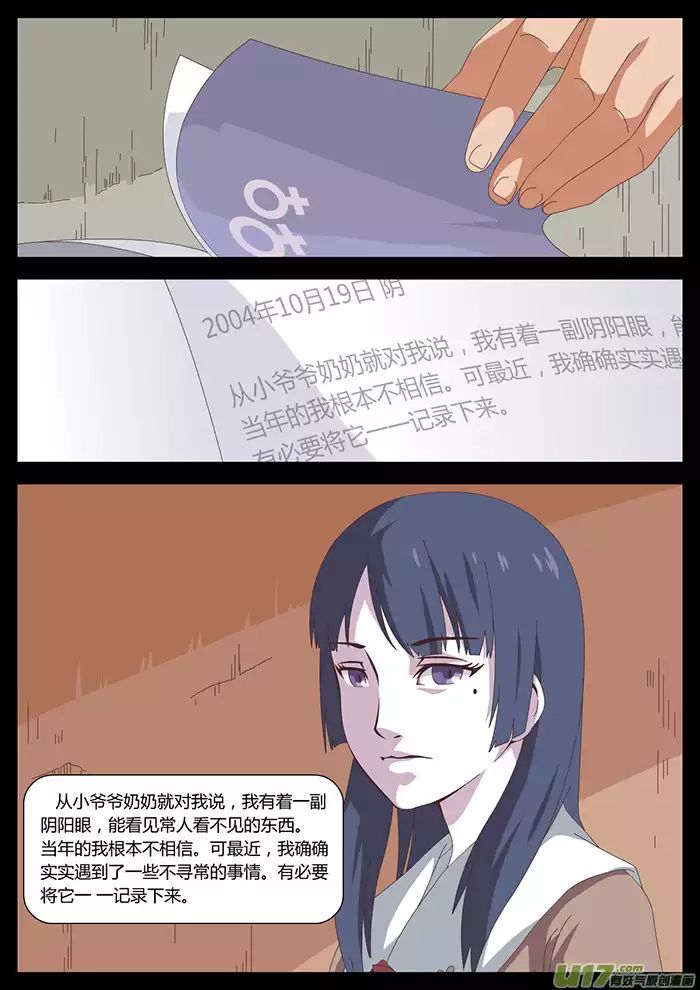 2004年10月19日 阴
从小爷爷奶奶就对我说，我有着一副阴阳眼，能
当年的我根本不相信。可最近，我确确实实遇
有必要将它一一记录下来。
从小爷爷奶奶就对我说，我有着一副
阴阳眼，能看见常人看不见的东西。
当年的我根本不相信。可最近，我确确
实实遇到了一些不寻常的事情。有必要
将它一 一记录下来。
U17.com
有妖气原创漫画